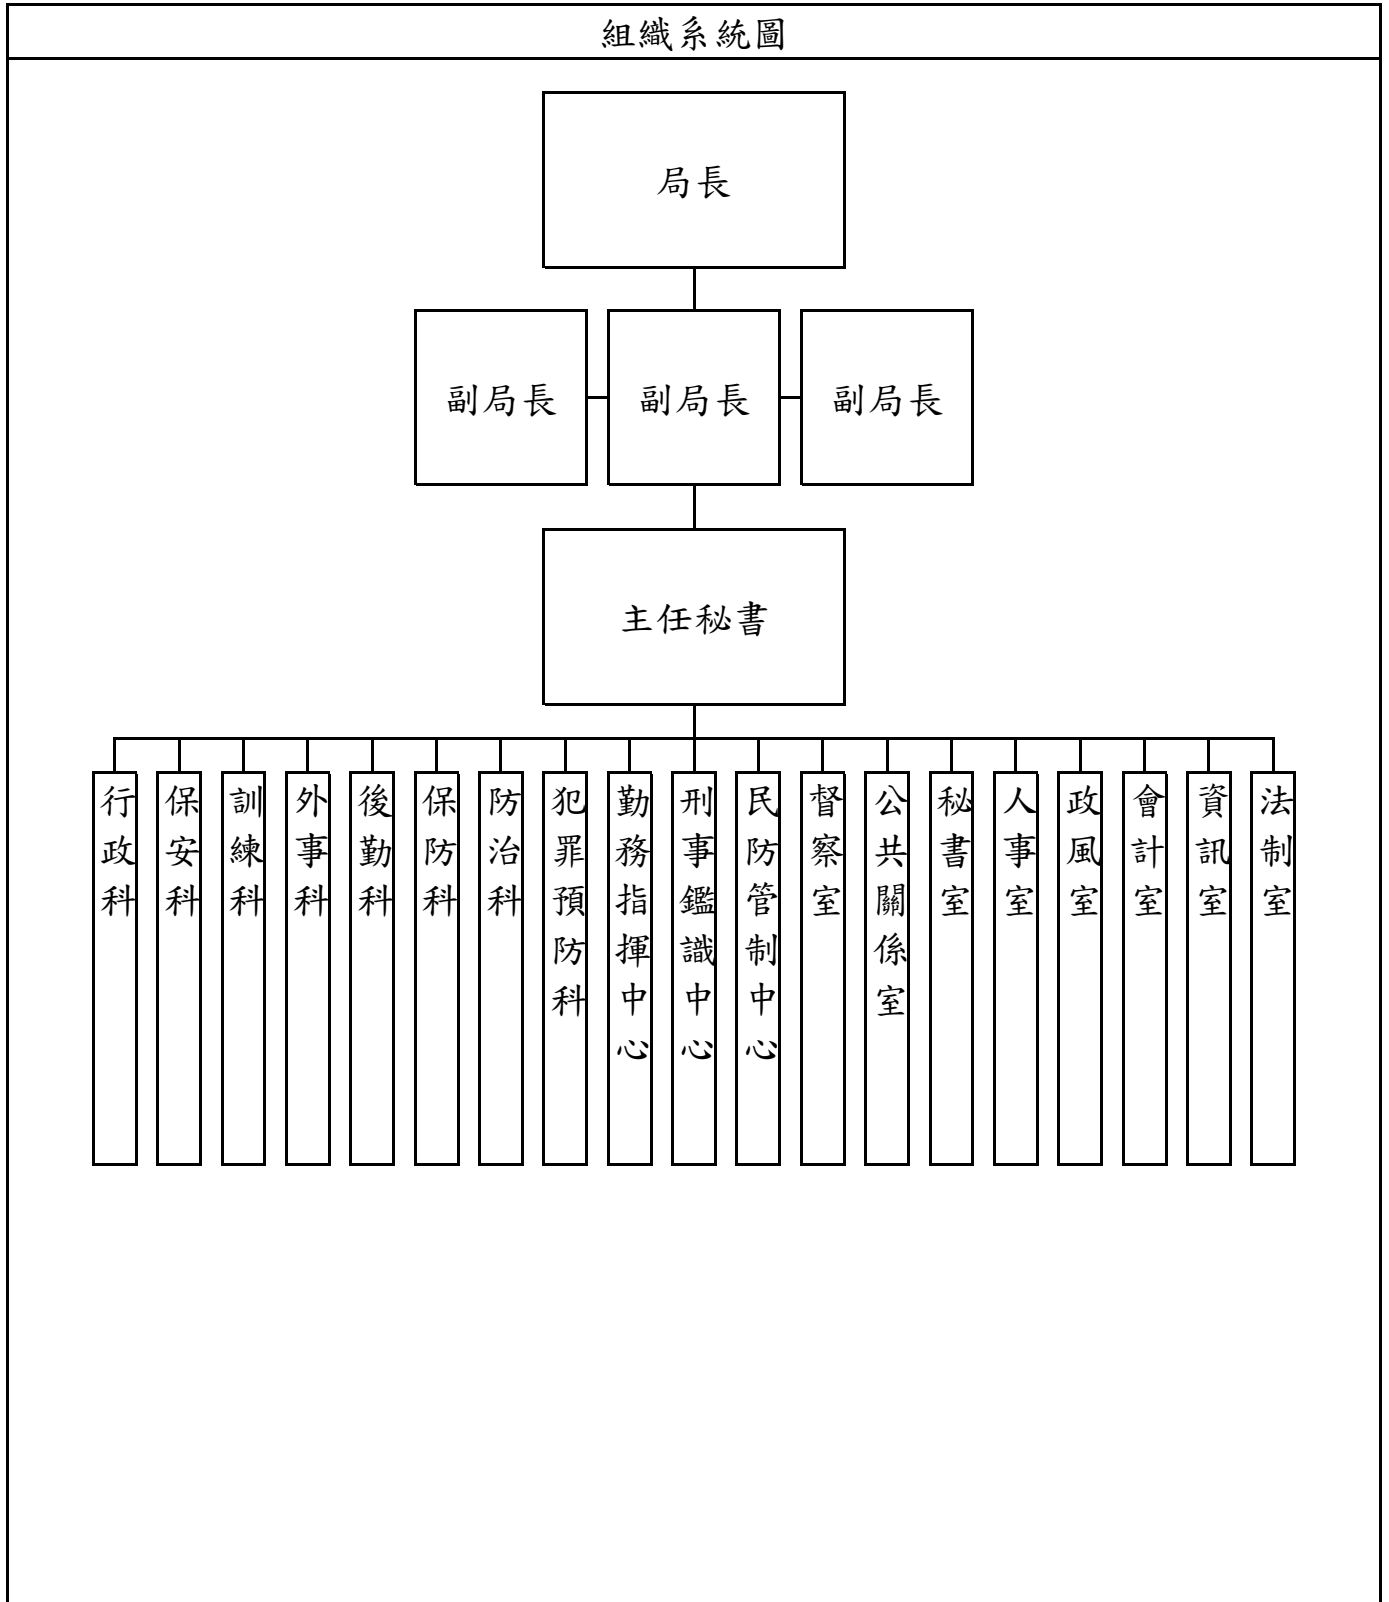 組織系統圖
局長
副局長
副局長
副局長
主任秘書
行政科
保安科
訓練科
外事科
後勤科
保防科
防治科
犯罪預防科
勤務指揮中心
刑事鑑識中心
民防管制中心
督察室
公共關係室
秘書室
人事室
政風室
會計室
資訊室
法制室